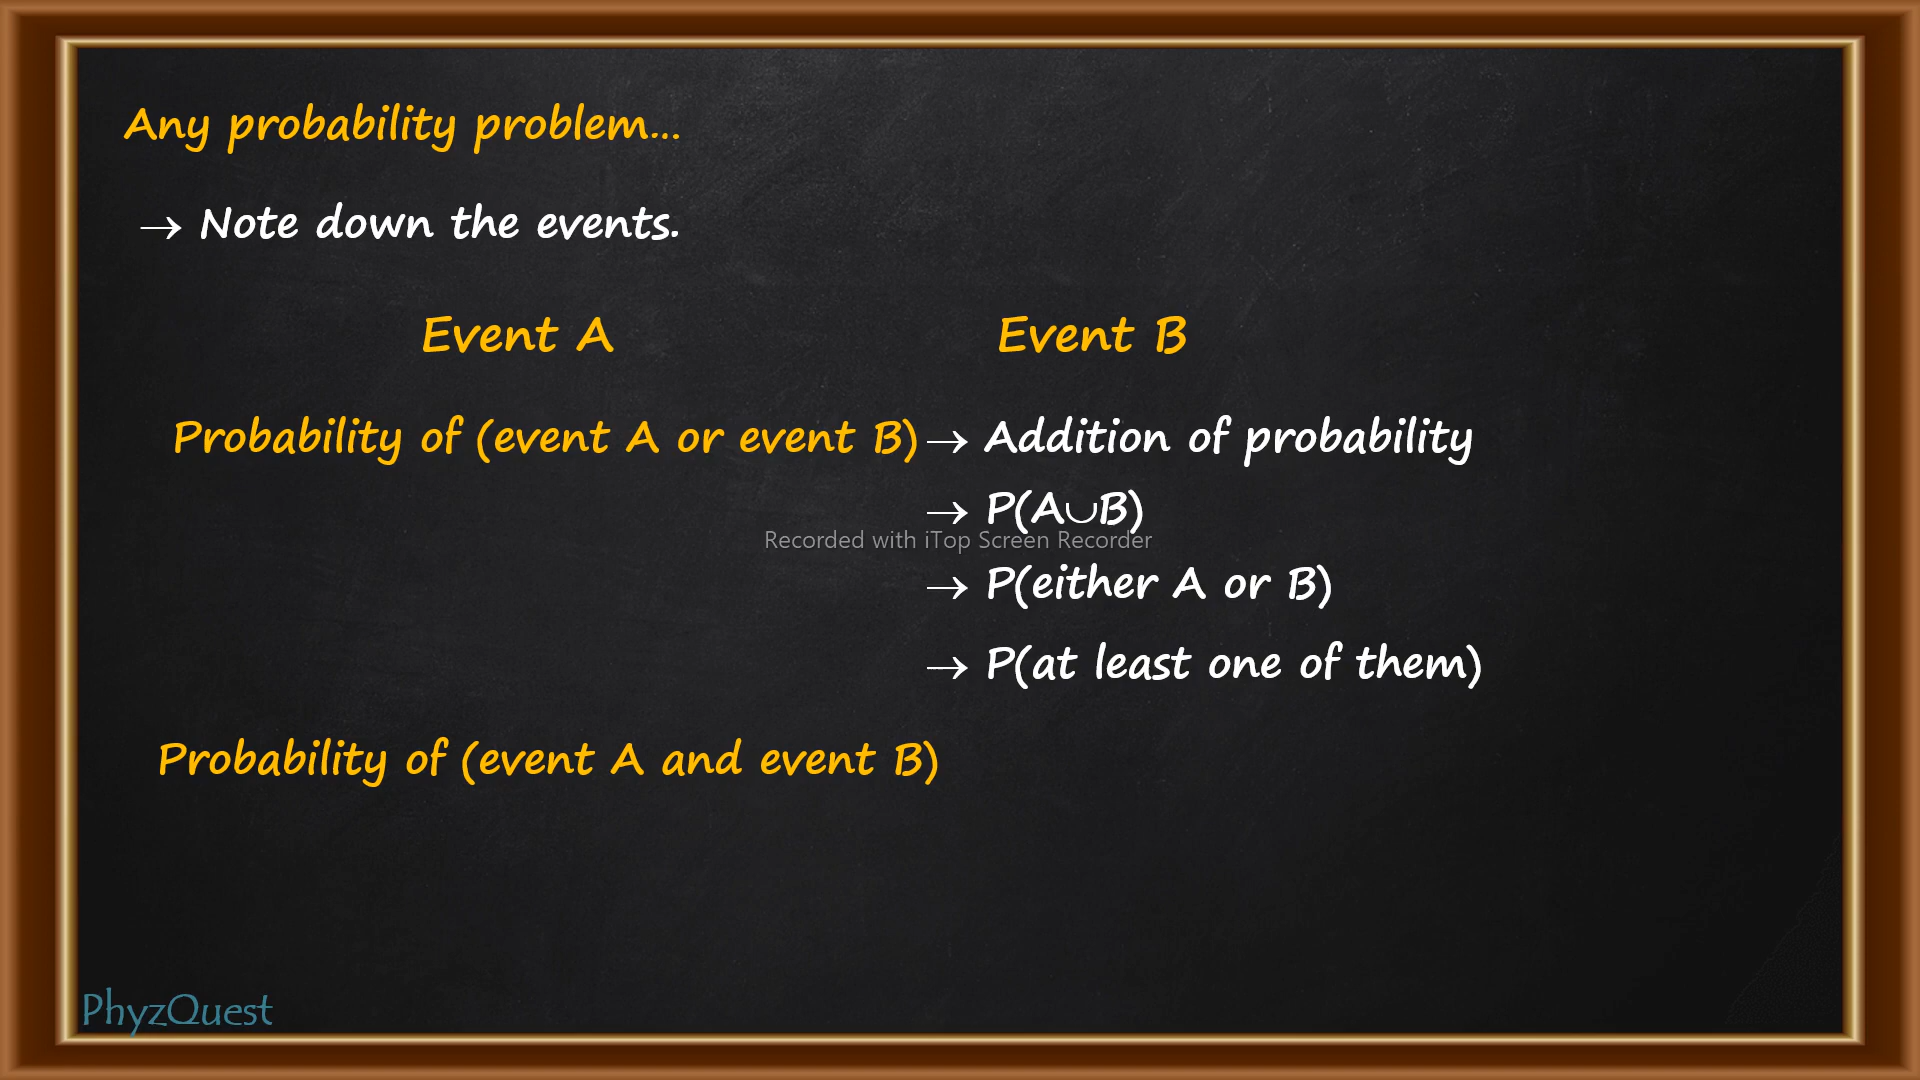 Any probability problem...
→ Note down the events.
Event A Event B
Probability of (event A or event B) → Addition of probability
→ P(A∪B)
Recorded with iTop Screen Recorder
→ P(either A or B)
→ P(at least one of them)
Probability of (event A and event B)
PhyzQuest